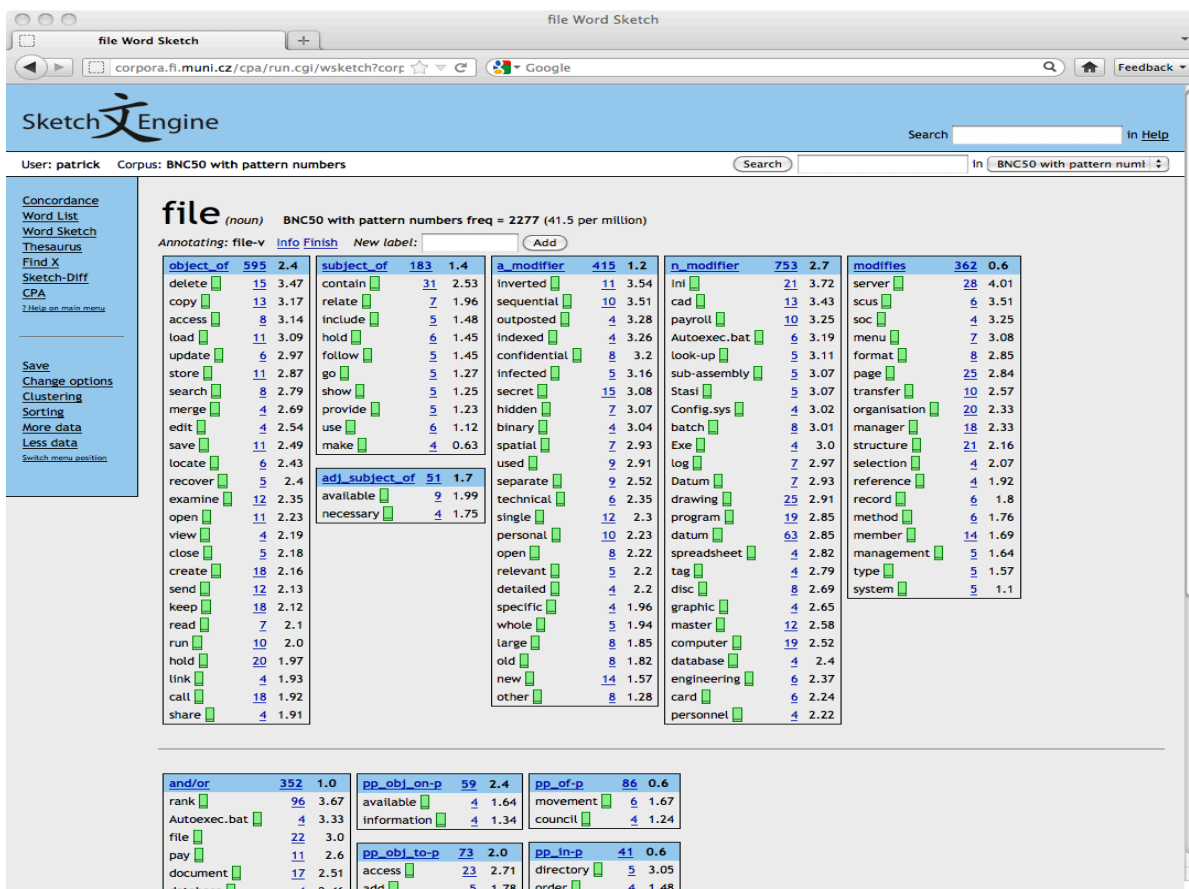 file Word Sketch
file Word Sketch
corpora.fi.muni.cz/cpa/run.cgi/wsketch?corp
Google
Feedback
Sketch文Engine
Search in Help
User: patrick Corpus: BNC50 with pattern numbers
Search in BNC50 with pattern numl
Concordance
Word List
Word Sketch
Thesaurus
Find X
Sketch-Diff
CPA
? Help on main menu
Save
Change options
Clustering
Sorting
More data
Less data
Switch menu position
file (noun) BNC50 with pattern numbers freq = 2277 (41.5 per million)
Annotating: file-v Info Finish New label: Add
object_of 595 2.4
delete 15 3.47
copy 13 3.17
access 8 3.14
load 11 3.09
update 6 2.97
store 11 2.87
search 8 2.79
merge 4 2.69
edit 4 2.54
save 11 2.49
locate 6 2.43
recover 5 2.4
examine 12 2.35
open 11 2.23
view 4 2.19
close 5 2.18
create 18 2.16
send 12 2.13
keep 18 2.12
read 7 2.1
run 10 2.0
hold 20 1.97
link 4 1.93
call 18 1.92
share 4 1.91
subject_of 183 1.4
contain 31 2.53
relate 7 1.96
include 5 1.48
hold 6 1.45
follow 5 1.45
go 5 1.27
show 5 1.25
provide 5 1.23
use 6 1.12
make 4 0.63
adj_subject_of 51 1.7
available 9 1.99
necessary 4 1.75
a_modifier 415 1.2
inverted 11 3.54
sequential 10 3.51
outposted 4 3.28
indexed 4 3.26
confidential 8 3.2
infected 5 3.16
secret 15 3.08
hidden 7 3.07
binary 4 3.04
spatial 7 2.93
used 9 2.91
separate 9 2.52
technical 6 2.35
single 12 2.3
personal 10 2.23
open 8 2.22
relevant 5 2.2
detailed 4 2.2
specific 4 1.96
whole 5 1.94
large 8 1.85
old 8 1.82
new 14 1.57
other 8 1.28
n_modifier 753 2.7
Ini 21 3.72
cad 13 3.43
payroll 10 3.25
Autoexec.bat 6 3.19
look-up 5 3.11
sub-assembly 5 3.07
Stasi 5 3.07
Config.sys 4 3.02
batch 8 3.01
Exe 4 3.0
log 7 2.97
Datum 7 2.93
drawing 25 2.91
program 19 2.85
datum 63 2.85
spreadsheet 4 2.82
tag 4 2.79
disc 8 2.69
graphic 4 2.65
master 12 2.58
computer 19 2.52
database 4 2.4
engineering 6 2.37
card 6 2.24
personnel 4 2.22
modifies 362 0.6
server 28 4.01
scus 6 3.51
soc 4 3.25
menu 7 3.08
format 8 2.85
page 25 2.84
transfer 10 2.57
organisation 20 2.33
manager 18 2.33
structure 21 2.16
selection 4 2.07
reference 4 1.92
record 6 1.8
method 6 1.76
member 14 1.69
management 5 1.64
type 5 1.57
system 5 1.1
and/or 352 1.0
rank 96 3.67
Autoexec.bat 4 3.33
file 22 3.0
pay 11 2.6
document 17 2.51
pp_obj_on-p 59 2.4
available 4 1.64
information 4 1.34
pp_obj_to-p 73 2.0
access 23 2.71
add 5 1.78
pp_of-p 86 0.6
movement 6 1.67
council 4 1.24
pp_in-p 41 0.6
directory 5 3.05
order 4 1.48